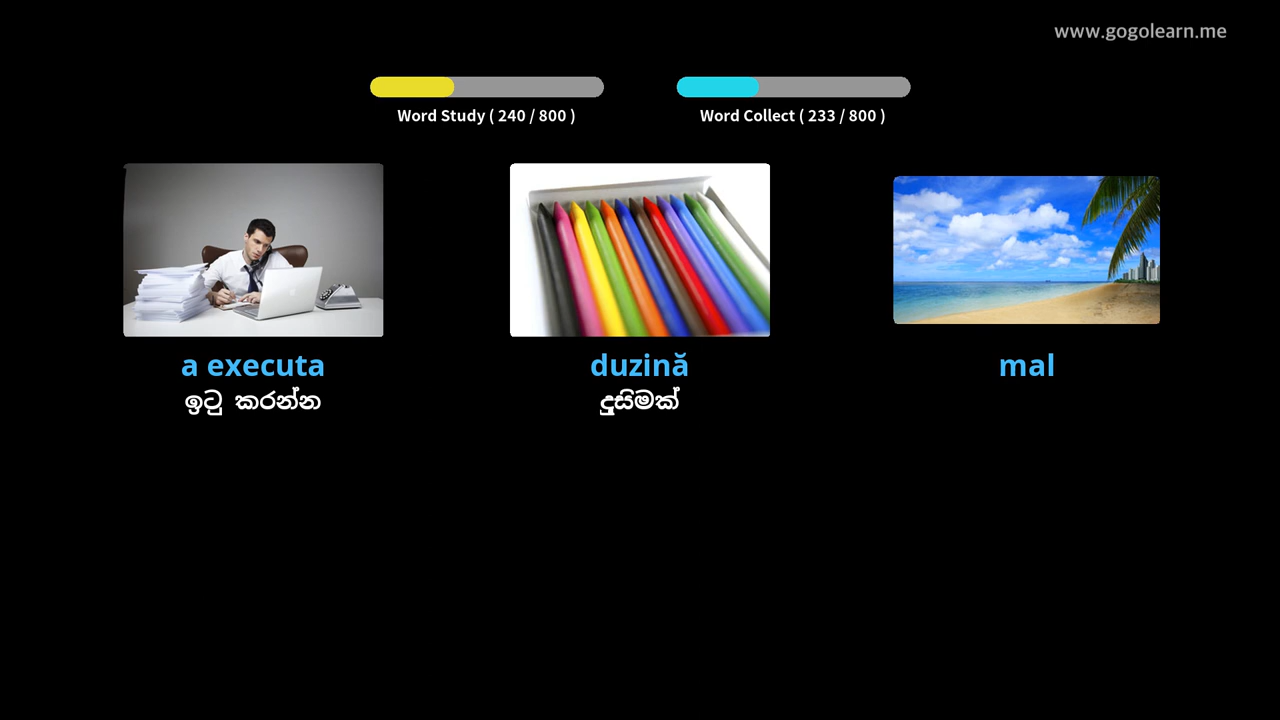 www.gogolearn.me
Word Study ( 240 / 800 )
Word Collect ( 233 / 800 )
a executa
ඉටු කරන්න
duzină
දුසිමක්
mal